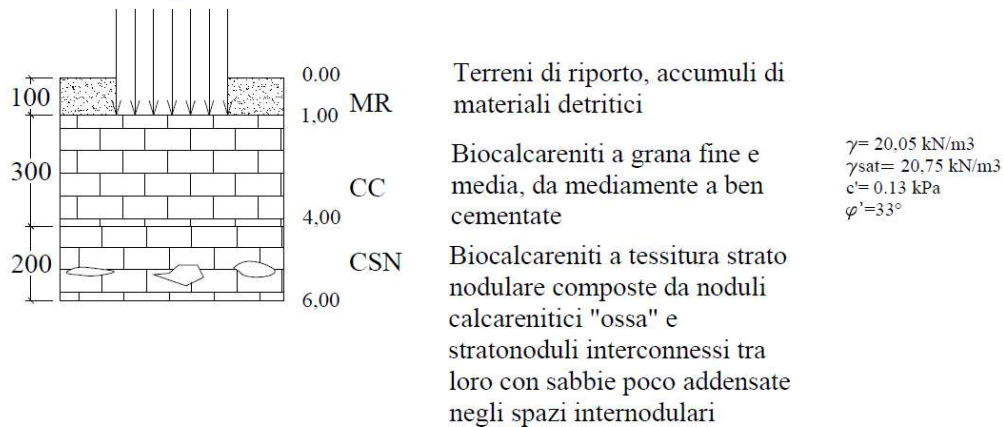 0.00
100
MR
1,00
Terreni di riporto, accumuli di
materiali detritici
300
CC
4,00
Biocalcareniti a grana fine e
media, da mediamente a ben
cementate
γ= 20,05 kN/m3
γsat= 20,75 kN/m3
c'= 0.13 kPa
φ'=33°
200
CSN
6,00
Biocalcareniti a tessitura strato
nodulare composte da noduli
calcarenitici "ossa" e
stratonoduli interconnessi tra
loro con sabbie poco addensate
negli spazi internodulari